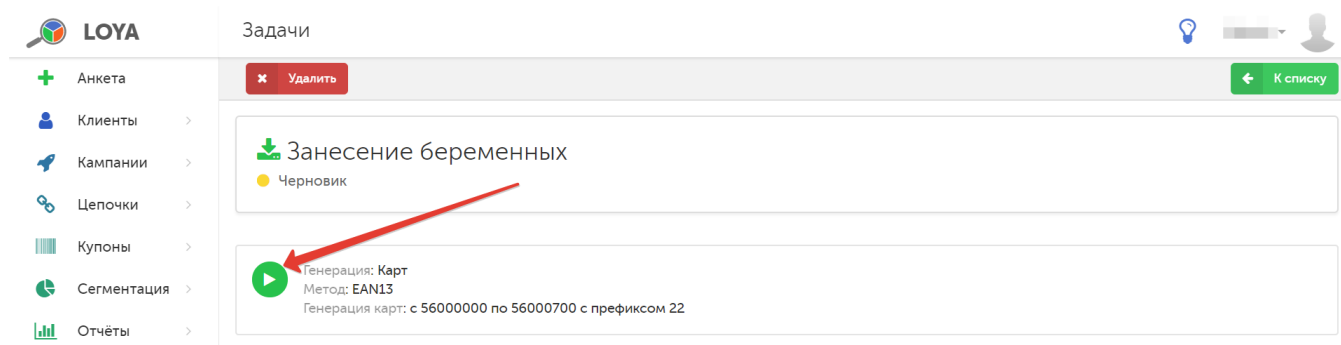 LOYA
Задачи
Анкета
Удалить
К списку
Клиенты
Занесение беременных
Кампании
Черновик
Цепочки
Купоны
Генерация: Карт
Сегментация
Метод: EAN13
Генерация карт: с 56000000 по 56000700 с префиксом 22
Отчёты